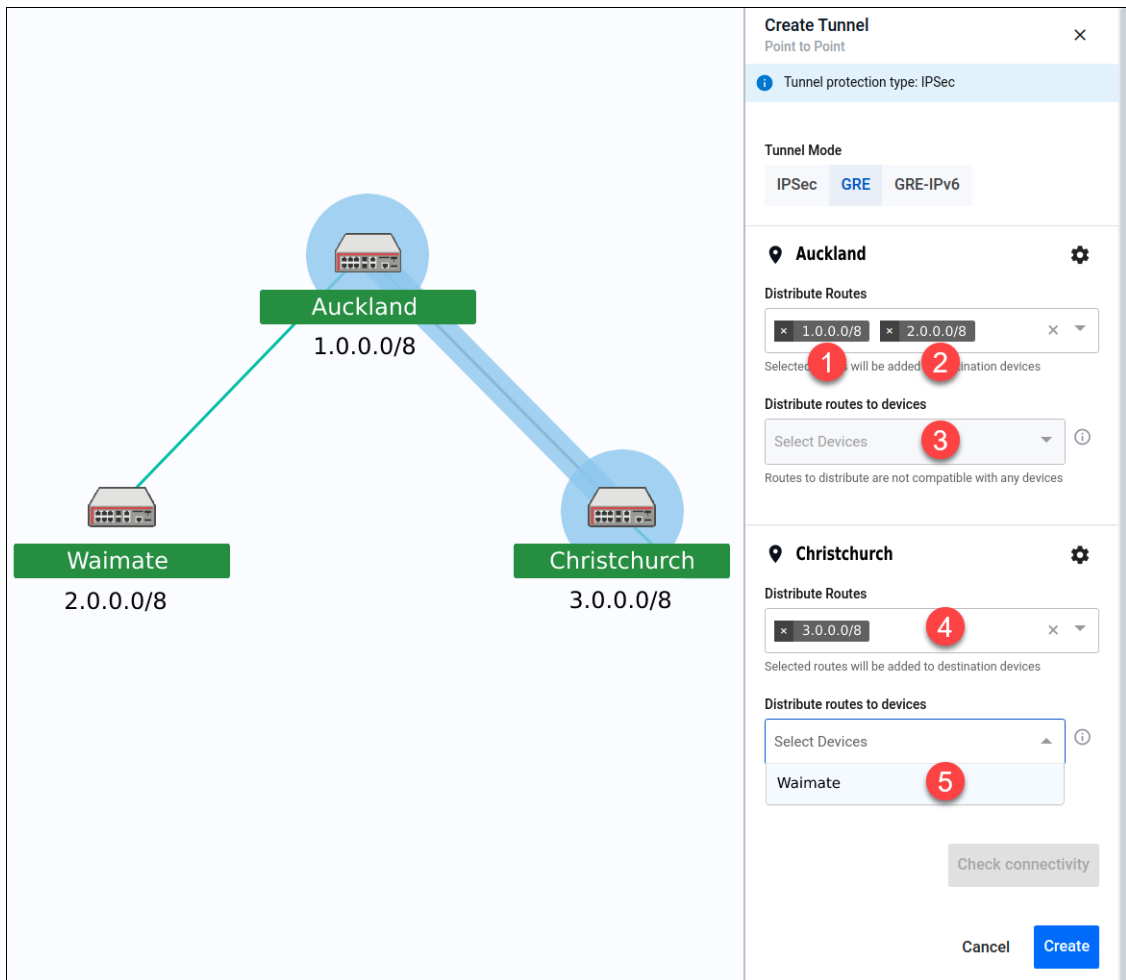 Auckland
1.0.0.0/8
Waimate
2.0.0.0/8
Christchurch
3.0.0.0/8
Create Tunnel
Point to Point
Tunnel protection type: IPSec
Tunnel Mode
IPSec GRE GRE-IPv6
Auckland
Distribute Routes
× 1.0.0.0/8 × 2.0.0.0/8
1 2
Selected will be added ination devices
Distribute routes to devices
Select Devices 3
Routes to distribute are not compatible with any devices
Christchurch
Distribute Routes
× 3.0.0.0/8 4
Selected routes will be added to destination devices
Distribute routes to devices
Select Devices
Waimate 5
Check connectivity
Cancel Create